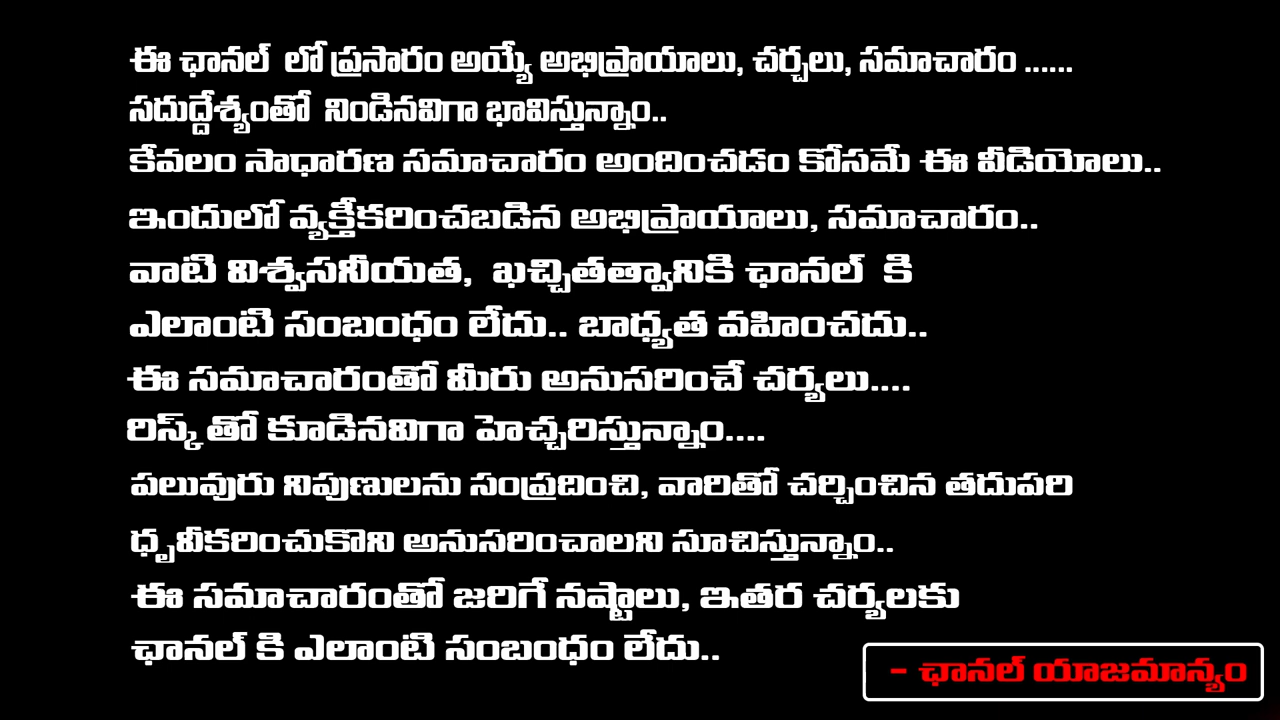 ఈ ఛానల్ లో ప్రసారం అయ్యే అభిప్రాయాలు, చర్చలు, సమాచారం ......
సదుద్దేశ్యంతో నిండినవిగా భావిస్తున్నాం..
కేవలం సాధారణ సమాచారం అందించడం కోసమే ఈ వీడియోలు..
ఇందులో వ్యక్తీకరించబడిన అభిప్రాయాలు, సమాచారం..
వాటి విశ్వసనీయత, ఖచ్చితత్వానికి ఛానల్ కి
ఎలాంటి సంబంధం లేదు.. బాధ్యత వహించదు..
ఈ సమాచారంతో మీరు అనుసరించే చర్యలు....
రిస్క్ తో కూడినవిగా హెచ్చరిస్తున్నాం....
పలువురు నిపుణులను సంప్రదించి, వారితో చర్చించిన తదుపరి
ధృవీకరించుకొని అనుసరించాలని సూచిస్తున్నాం..
ఈ సమాచారంతో జరిగే నష్టాలు, ఇతర చర్యలకు
ఛానల్ కి ఎలాంటి సంబంధం లేదు..
- ఛానల్ యాజమాన్యం